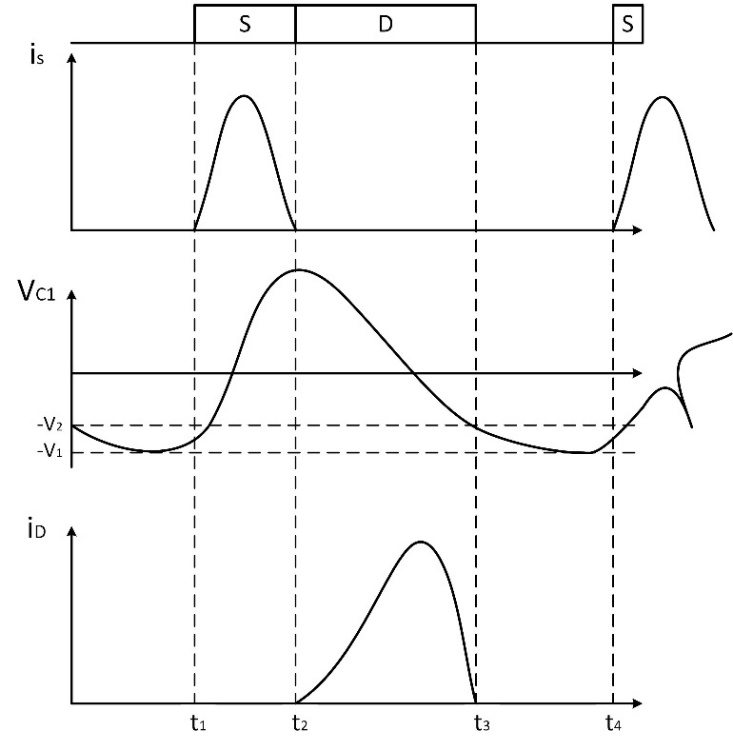 S D S
iS
VC1
-V2
-V1
iD
t1 t2 t3 t4